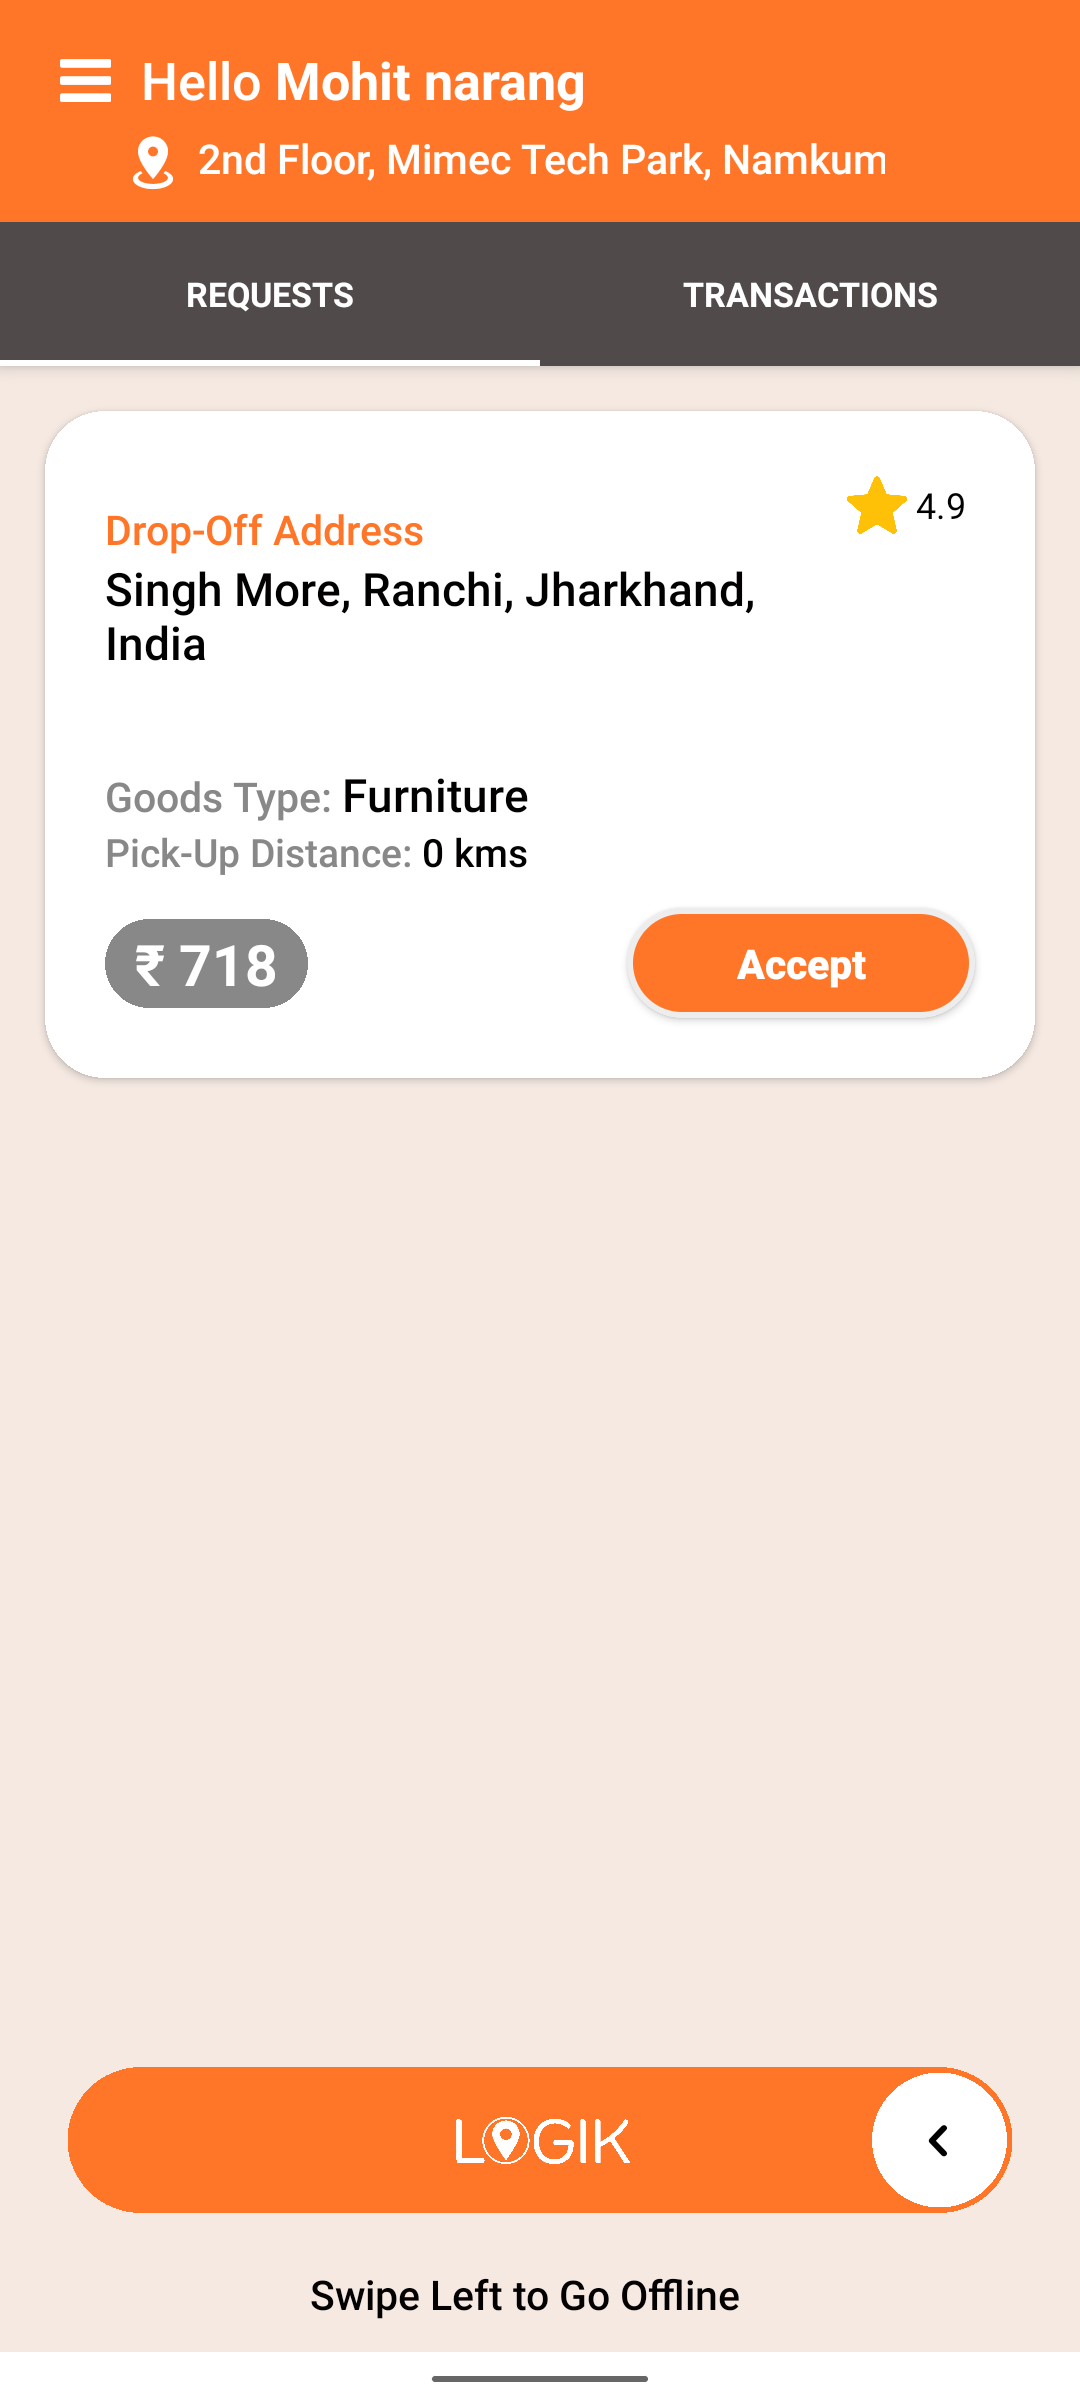 Hello Mohit narang
2nd Floor, Mimec Tech Park, Namkum
REQUESTS
TRANSACTIONS
4.9
Drop-Off Address
Singh More, Ranchi, Jharkhand,
India
Goods Type: Furniture
Pick-Up Distance: 0 kms
₹ 718
Accept
LOGIK
Swipe Left to Go Offline